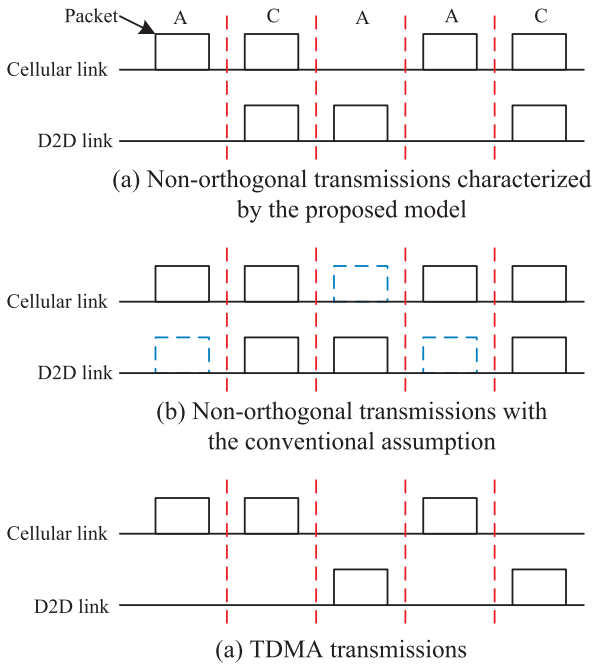 Packet
A C A A C
Cellular link
D2D link
(a) Non-orthogonal transmissions characterized
by the proposed model
Cellular link
D2D link
(b) Non-orthogonal transmissions with
the conventional assumption
Cellular link
D2D link
(a) TDMA transmissions